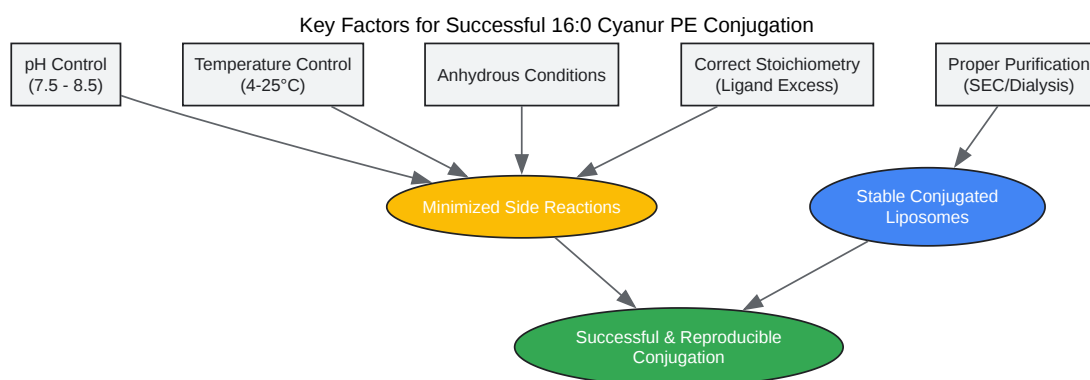 Key Factors for Successful 16:0 Cyanur PE Conjugation
pH Control
(7.5 - 8.5)
Temperature Control
(4-25°C)
Anhydrous Conditions
Correct Stoichiometry
(Ligand Excess)
Proper Purification
(SEC/Dialysis)
Minimized Side Reactions
Stable Conjugated
Liposomes
Successful & Reproducible
Conjugation